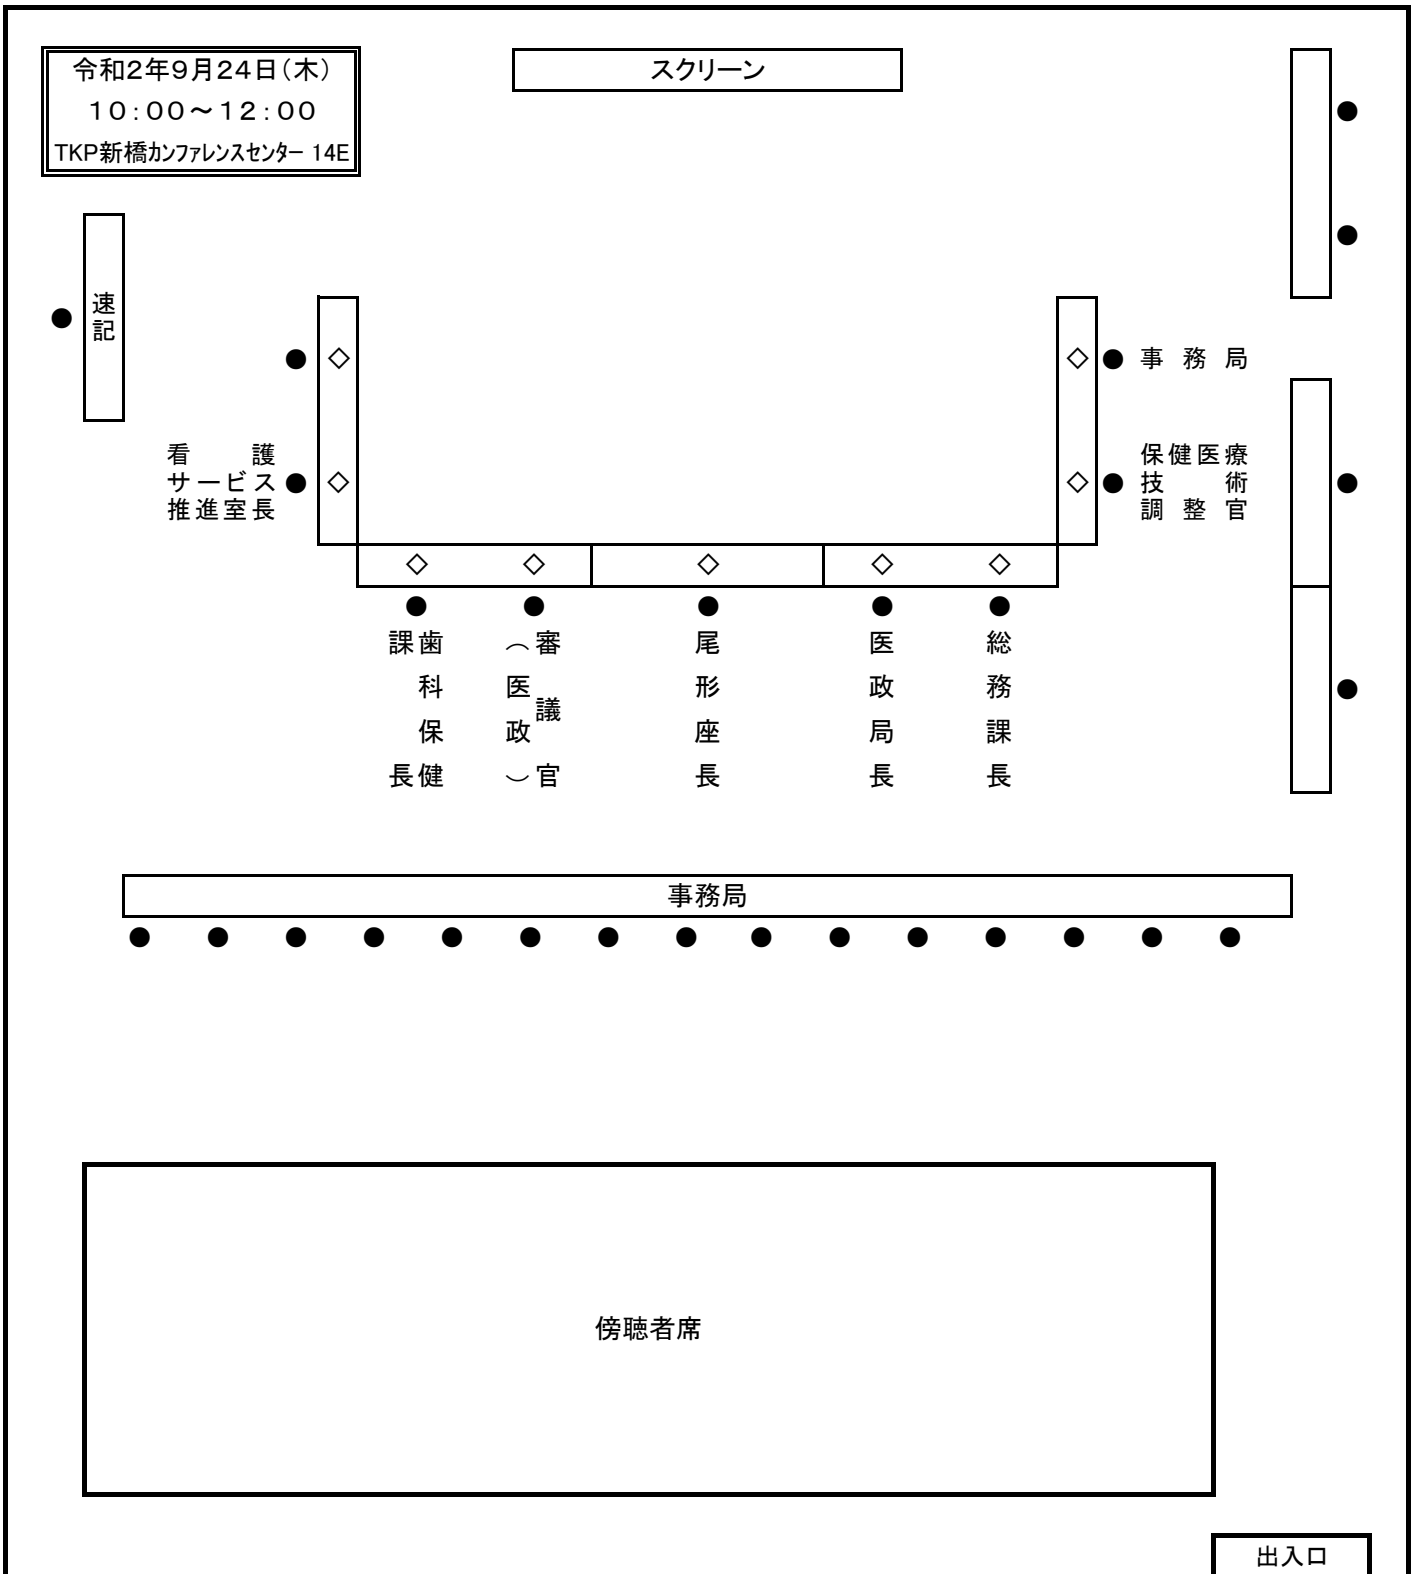 令和2年9月24日(木)
10:00~12:00
TKP新橋カンファレンスセンター 14E
スクリーン
速記
事務局
看護
サービス
推進室長
保健医療
技術
調整官
歯科保健
課長
審議官
(医政)
尾形座長
医政局長
総務課長
事務局
傍聴者席
出入口